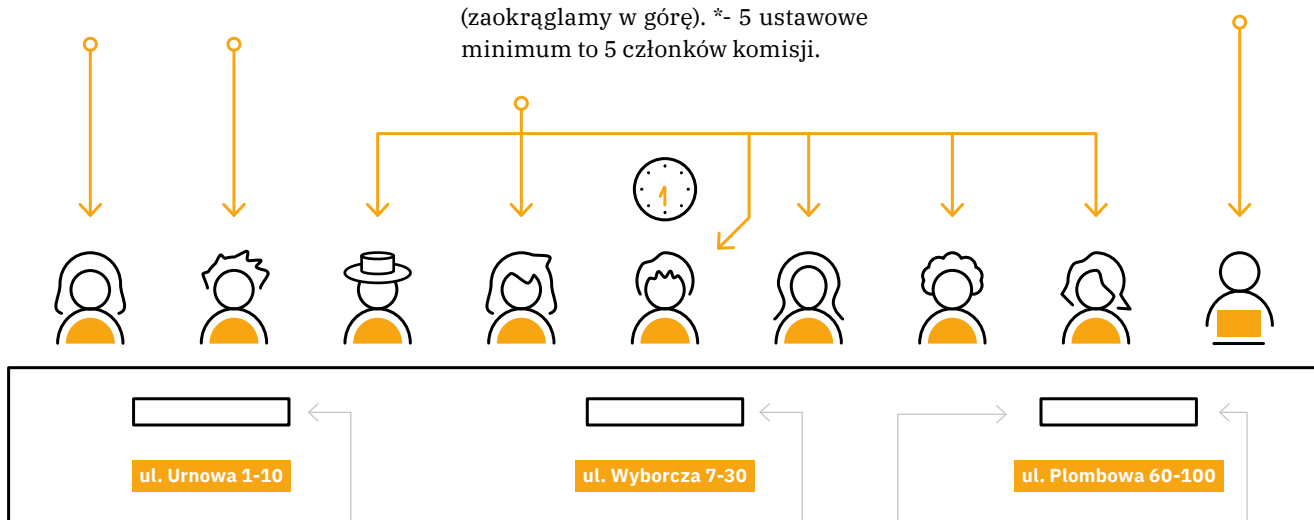 (zaokrąglamy w górę). *- 5 ustawowe
minimum to 5 członków komisji.
1
ul. Urnowa 1-10
ul. Wyborcza 7-30
ul. Plombowa 60-100